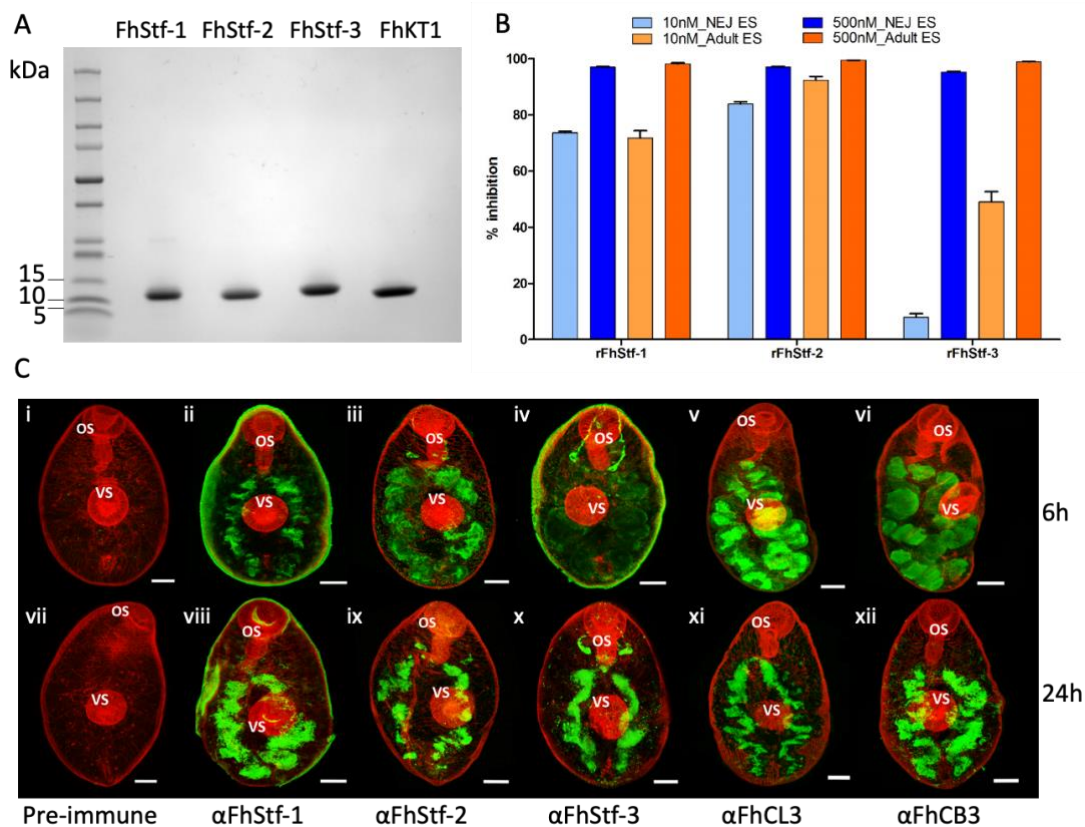 A
FhStf-1 FhStf-2 FhStf-3 FhKT1
kDa
15
10
5
B
10nM_NEJ ES 500nM_NEJ ES
10nM_Adult ES 500nM_Adult ES
100
80
60
40
20
0
% inhibition
rFhStf-1 rFhStf-2 rFhStf-3
C
i ii iii iv v vi
OS OS OS OS OS OS
VS VS VS VS VS VS
6h
vii viii ix x xi xii
OS OS OS OS OS OS
VS VS VS VS VS VS
24h
Pre-immune αFhStf-1 αFhStf-2 αFhStf-3 αFhCL3 αFhCB3